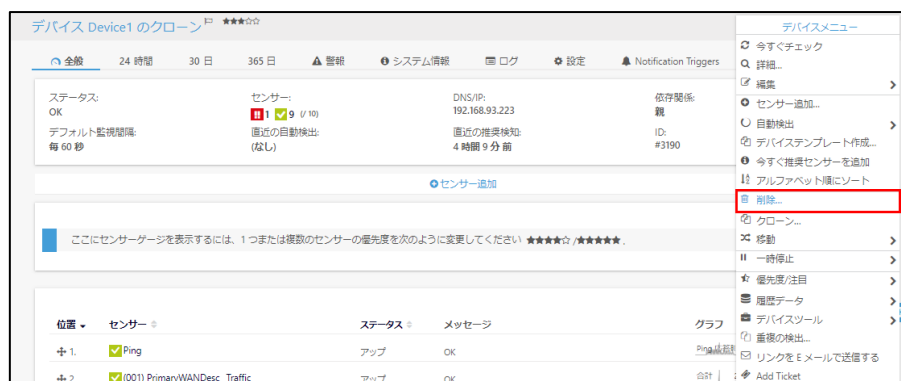 デバイス Device1 のクローン
全般 24 時間 30 日 365 日 警報 システム情報 ログ 設定 Notification Triggers
ステータス: センサー: DNS/IP: 依存関係:
OK 1 9 (/ 10) 192.168.93.223 親
デフォルト監視間隔: 直近の自動検出: 直近の推奨検知: ID:
毎 60 秒 (なし) 4 時間 9 分 前 #3190
センサー追加
ここにセンサーゲージを表示するには、1 つまたは複数のセンサーの優先度を次のように変更してください ★★★★☆ /★★★★★ .
位置 センサー ステータス メッセージ グラフ
1. Ping アップ OK
2 (001) PrimaryWANDesc Traffic アップ OK 合計
デバイスメニュー
今すぐチェック
詳細...
編集
センサー追加...
自動検出
デバイステンプレート作成...
今すぐ推奨センサーを追加
アルファベット順にソート
削除...
クローン...
移動
一時停止
優先度/注目
履歴データ
デバイスツール
重複の検出...
リンクを E メールで送信する
Add Ticket